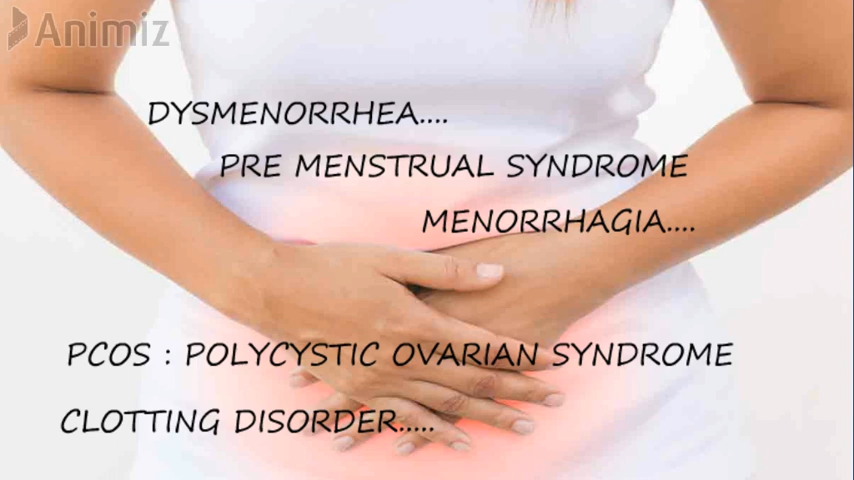 Animiz
DYSMENORRHEA....
PRE MENSTRUAL SYNDROME
MENORRHAGIA....
PCOS : POLYCYSTIC OVARIAN SYNDROME
CLOTTING DISORDER.....